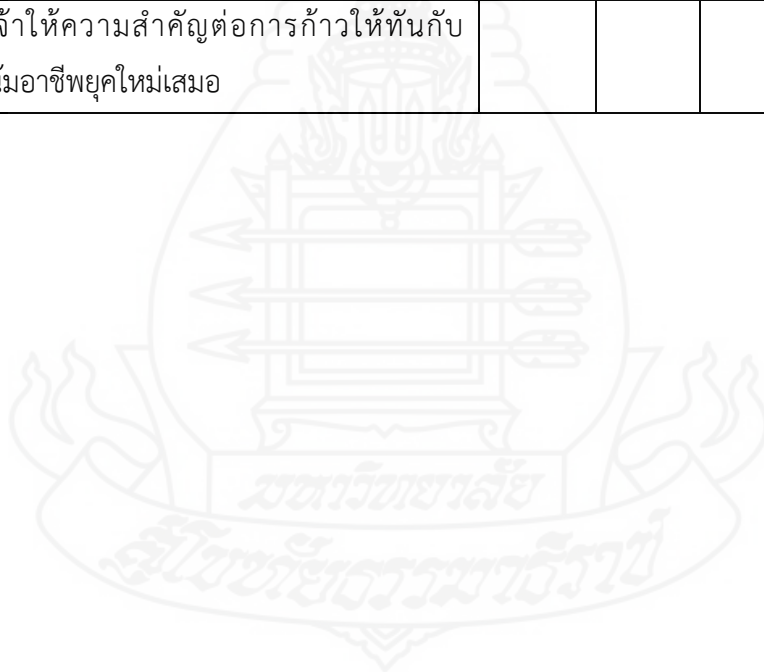 จ้าให้ความสำคัญต่อการก้าวให้ทันกับ
น้มอาชีพยุคใหม่เสมอ
มหาวิทยาลัย
สุโขทัยธรรมาธิราช